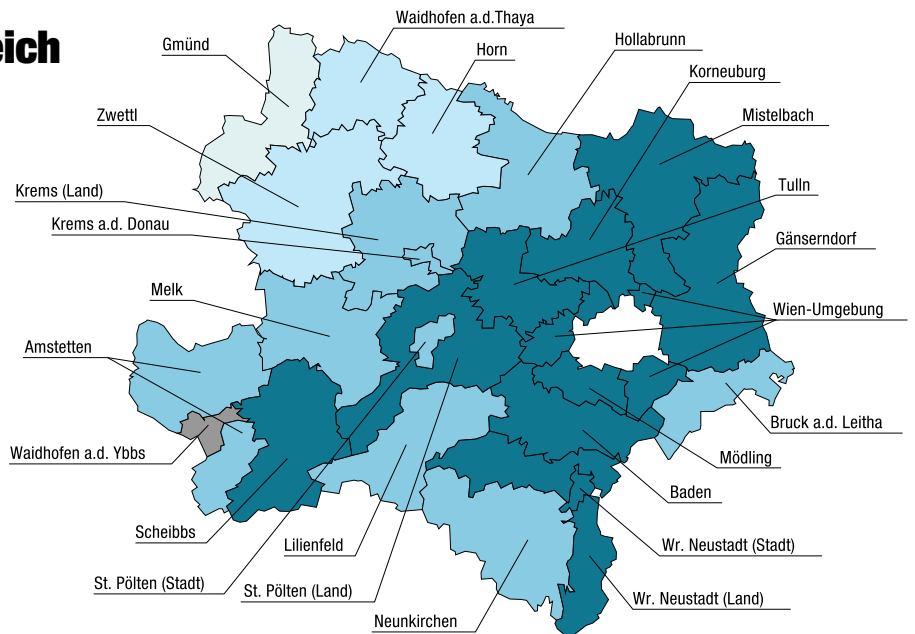 eich
Waidhofen a.d.Thaya
Gmünd
Hollabrunn
Horn
Korneburg
Zwettl
Mistelbach
Krems (Land)
Tulln
Krems a.d. Donau
Gänserndorf
Melk
Wien-Umgebung
Amstetten
Bruck a.d. Leitha
Waidhofen a.d. Ybbs
Mödling
Baden
Scheibbs
Lilienfeld
Wr. Neustadt (Stadt)
St. Pölten (Stadt)
St. Pölten (Land)
Wr. Neustadt (Land)
Neunkirchen